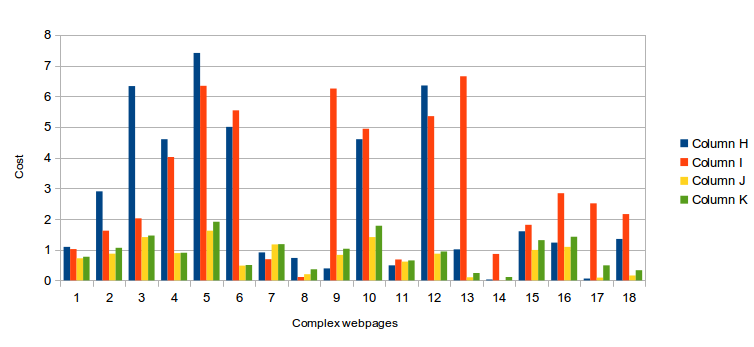 8
7
6
5
4
3
2
1
0
Cost
1 2 3 4 5 6 7 8 9 10 11 12 13 14 15 16 17 18
Complex webpages
Column H
Column I
Column J
Column K